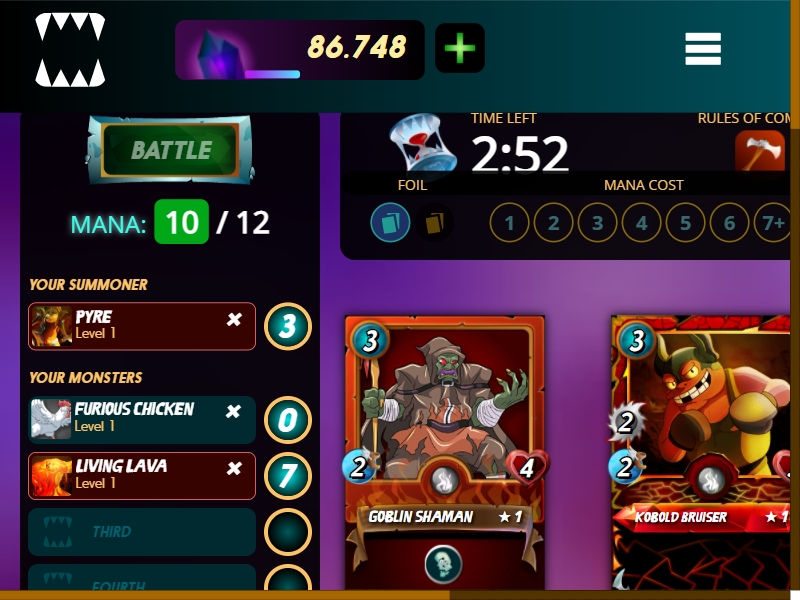 86.748
TIME LEFT
RULES OF COM
BATTLE
2:52
FOIL
MANA COST
MANA: 10 / 12
1 2 3 4 5 6 7+
YOUR SUMMONER
PYRE
Level 1
3
YOUR MONSTERS
FURIOUS CHICKEN
Level 1
0
LIVING LAVA
Level 1
7
THIRD
FOURTH
3
2
4
GOBLIN SHAMAN ★ 1
3
2
2
KOBOLD BRUISER ★ 1